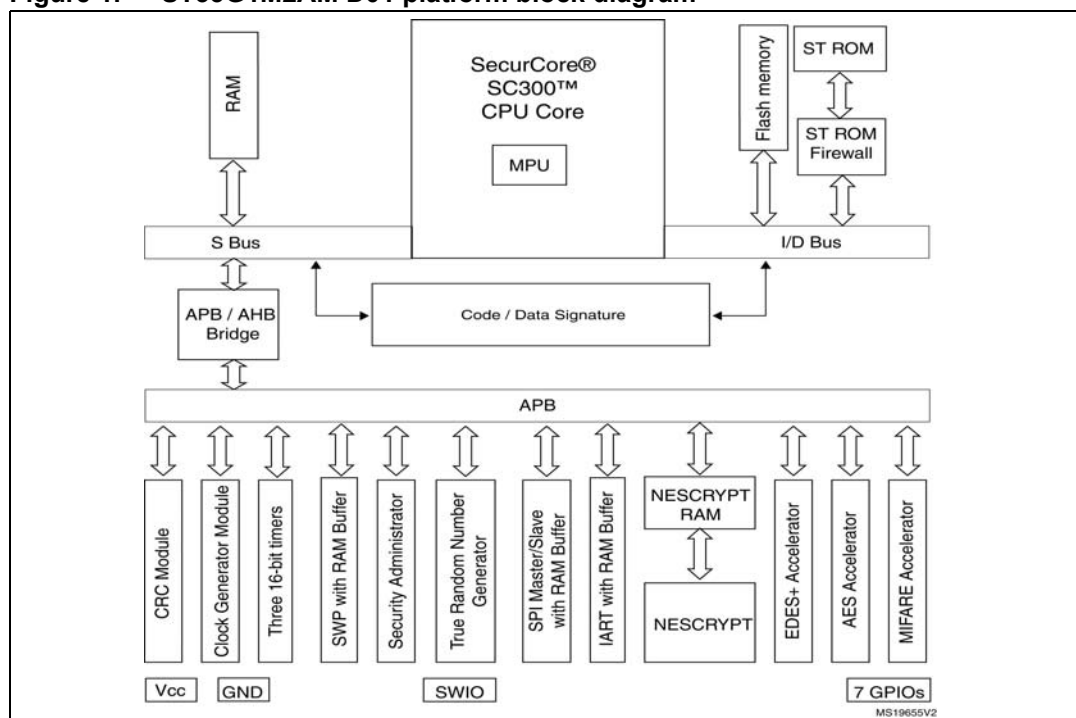 RAM
SecurCore®
SC300™
CPU Core
MPU
Flash memory
ST ROM
ST ROM
Firewall
S Bus
I/D Bus
APB / AHB
Bridge
Code / Data Signature
APB
CRC Module
Clock Generator Module
Three 16-bit timers
SWP with RAM Buffer
Security Administrator
True Random Number
Generator
SPI Master/Slave
with RAM Buffer
IART with RAM Buffer
NESCRYPT
RAM
NESCRYPT
EDES+ Accelerator
AES Accelerator
MIFARE Accelerator
Vcc
GND
SWIO
7 GPIOs
MS19655V2